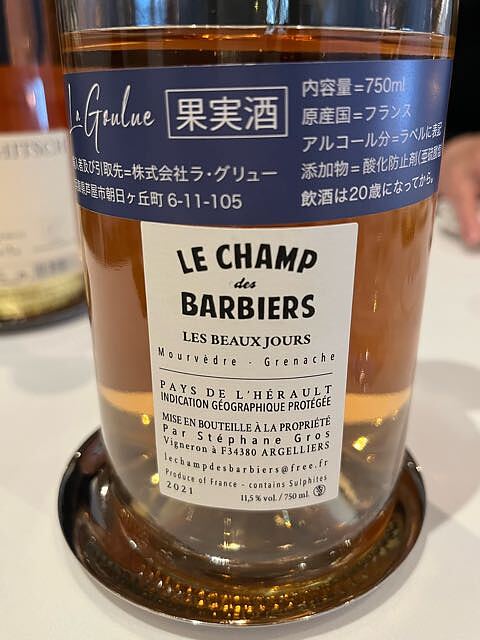 La Goulue
果実酒
内容量=750ml
原産国=フランス
アルコール分=ラベルに表記
添加物=酸化防止剤(亜硫酸塩
飲酒は20歳になってから。
者及び引取先=株式会社ラ・グリュー
芦屋市朝日ヶ丘町 6-11-105
LE CHAMP
des
BARBIERS
LES BEAUX JOURS
Mourvèdre - Grenache
PAYS DE L'HÉRAULT
INDICATION GÉOGRAPHIQUE PROTÉGÉE
MISE EN BOUTEILLE À LA PROPRIÉTÉ
Par Stéphane Gros
Vigneron à F34380 ARGELLIERS
lechampdesbarbiers@free.fr
Produce of France - contains Sulphites
2021
11,5 % vol. / 750 ml